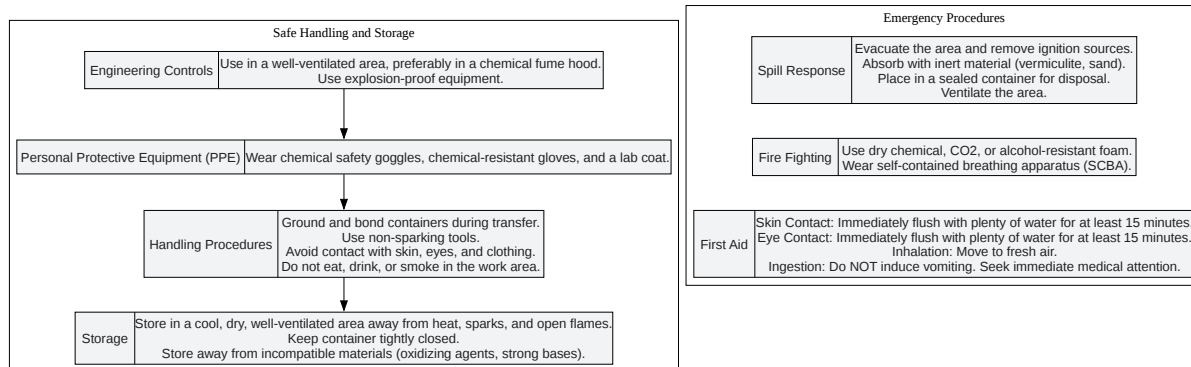 Safe Handling and Storage
Engineering Controls
Use in a well-ventilated area, preferably in a chemical fume hood.
Use explosion-proof equipment.
Personal Protective Equipment (PPE)
Wear chemical safety goggles, chemical-resistant gloves, and a lab coat.
Handling Procedures
Ground and bond containers during transfer.
Use non-sparking tools.
Avoid contact with skin, eyes, and clothing.
Do not eat, drink, or smoke in the work area.
Storage
Store in a cool, dry, well-ventilated area away from heat, sparks, and open flames.
Keep container tightly closed.
Store away from incompatible materials (oxidizing agents, strong bases).
Emergency Procedures
Spill Response
Evacuate the area and remove ignition sources.
Absorb with inert material (vermiculite, sand).
Place in a sealed container for disposal.
Ventilate the area.
Fire Fighting
Use dry chemical, CO2, or alcohol-resistant foam.
Wear self-contained breathing apparatus (SCBA).
First Aid
Skin Contact: Immediately flush with plenty of water for at least 15 minutes.
Eye Contact: Immediately flush with plenty of water for at least 15 minutes.
Inhalation: Move to fresh air.
Ingestion: Do NOT induce vomiting. Seek immediate medical attention.